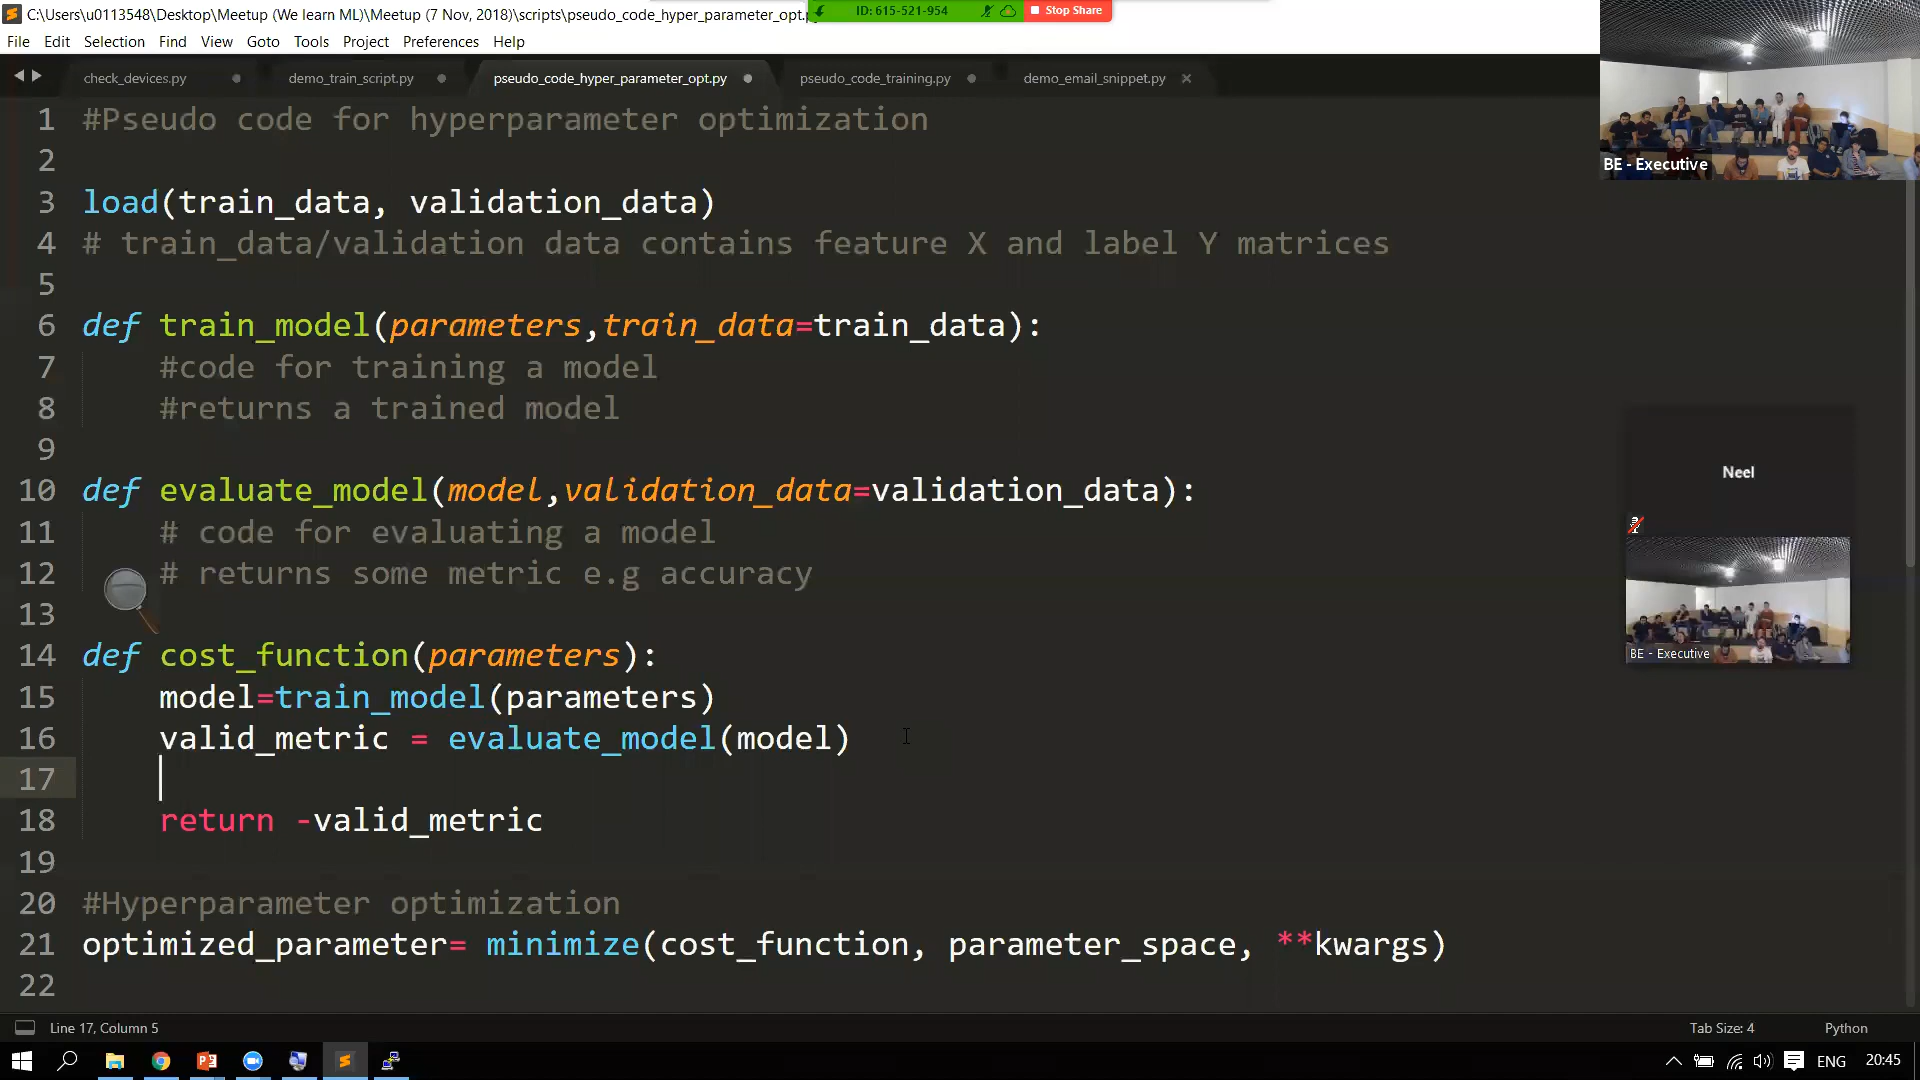 C:\Users\u0113548\Desktop\Meetup (We learn ML)\Meetup (7 Nov, 2018)\scripts\pseudo_code_hyper_parameter_opt.
ID: 615-521-954
Stop Share
File Edit Selection Find View Goto Tools Project Preferences Help
check_devices.py demo_train_script.py pseudo_code_hyper_parameter_opt.py pseudo_code_training.py demo_email_snippet.py
BE - Executive
1 #Pseudo code for hyperparameter optimization
2
3 load(train_data, validation_data)
4 # train_data/validation data contains feature X and label Y matrices
5
6 def train_model(parameters,train_data=train_data):
7 #code for training a model
8 #returns a trained model
9
10 def evaluate_model(model,validation_data=validation_data):
11 # code for evaluating a model
12 # returns some metric e.g accuracy
13
14 def cost_function(parameters):
15 model=train_model(parameters)
16 valid_metric = evaluate_model(model)
17
18 return -valid_metric
19
20 #Hyperparameter optimization
21 optimized_parameter= minimize(cost_function, parameter_space, **kwargs)
22
Neel
BE - Executive
Line 17, Column 5
Tab Size: 4
Python
ENG
20:45